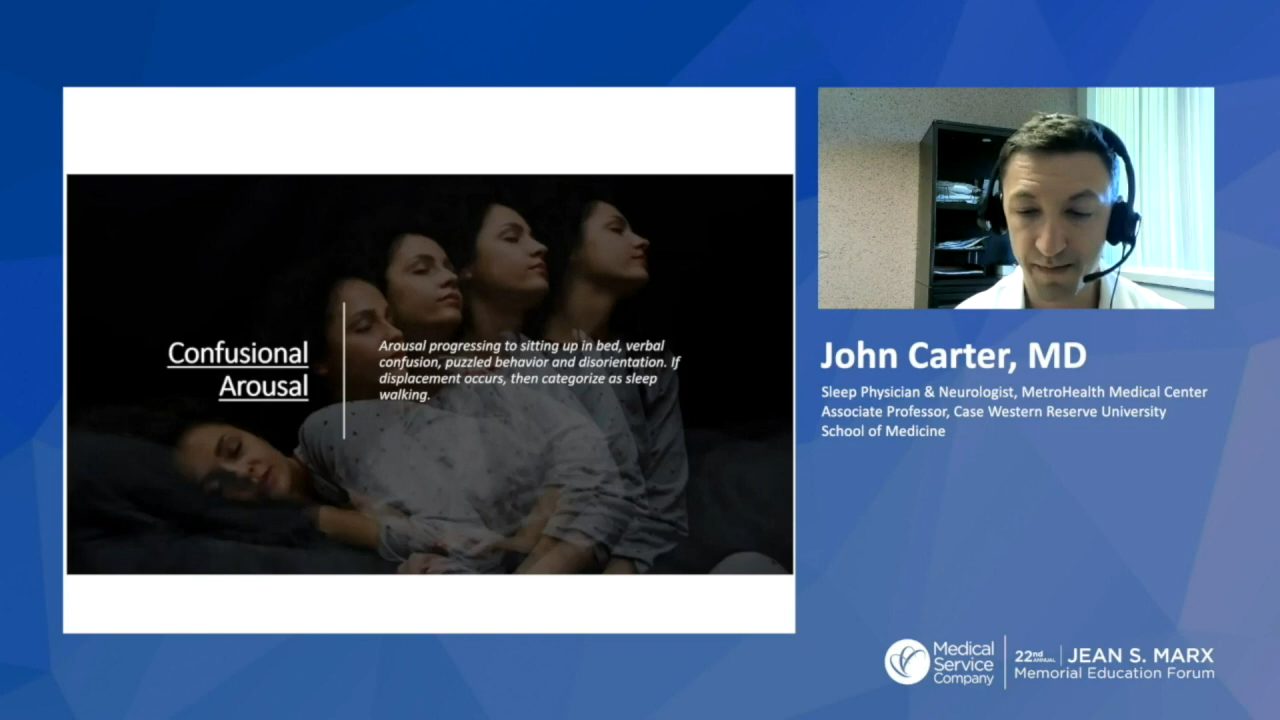 Confusional
Arousal
Arousal progressing to sitting up in bed, verbal
confusion, puzzled behavior and disorientation. If
displacement occurs, then categorize as sleep
walking.
John Carter, MD
Sleep Physician & Neurologist, MetroHealth Medical Center
Associate Professor, Case Western Reserve University
School of Medicine
Medical
Service
Company
22nd ANNUAL JEAN S. MARX
Memorial Education Forum